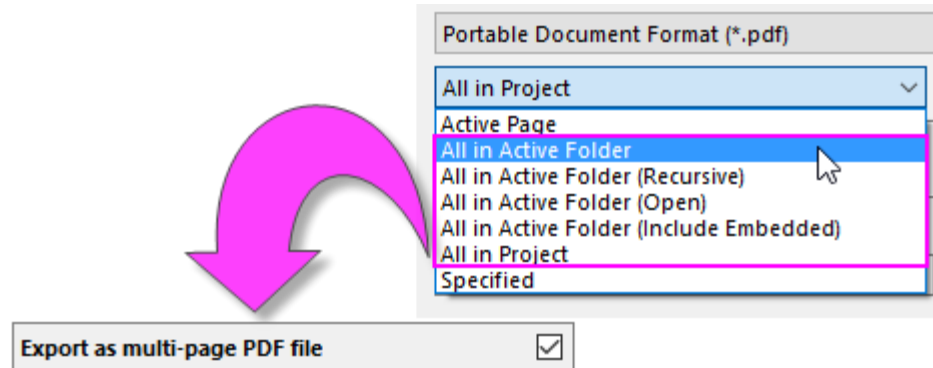 Portable Document Format (*.pdf)
All in Project
Active Page
All in Active Folder
All in Active Folder (Recursive)
All in Active Folder (Open)
All in Active Folder (Include Embedded)
All in Project
Specified
Export as multi-page PDF file